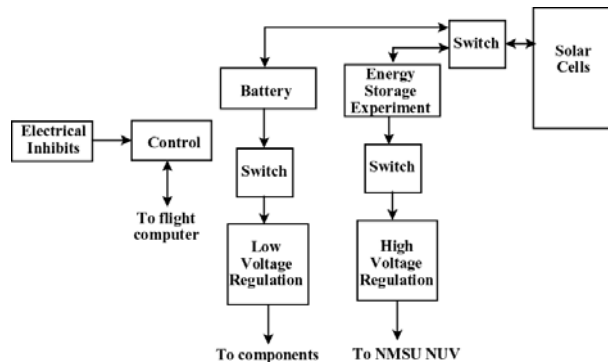 Switch
Solar
Cells
Battery
Energy
Storage
Experiment
Electrical
Inhibits
Control
Switch
Switch
To flight
computer
Low
Voltage
Regulation
High
Voltage
Regulation
To components
To NMSU NUV